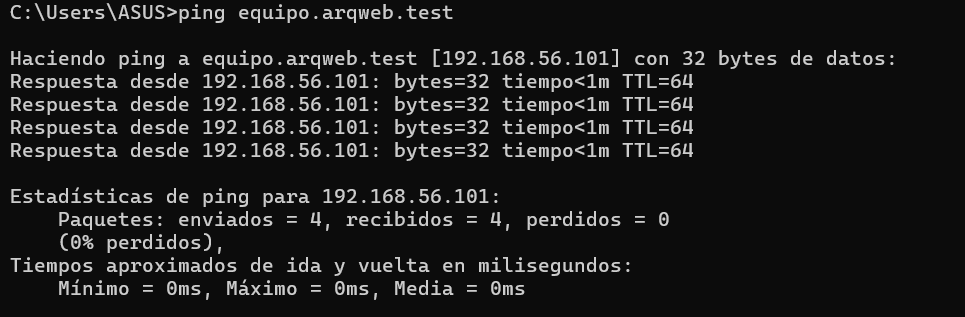 C:\Users\ASUS>ping equipo.arqweb.test
Haciendo ping a equipo.arqweb.test [192.168.56.101] con 32 bytes de datos:
Respuesta desde 192.168.56.101: bytes=32 tiempo<1m TTL=64
Respuesta desde 192.168.56.101: bytes=32 tiempo<1m TTL=64
Respuesta desde 192.168.56.101: bytes=32 tiempo<1m TTL=64
Respuesta desde 192.168.56.101: bytes=32 tiempo<1m TTL=64
Estadísticas de ping para 192.168.56.101:
Paquetes: enviados = 4, recibidos = 4, perdidos = 0
(0% perdidos),
Tiempos aproximados de ida y vuelta en milisegundos:
Mínimo = 0ms, Máximo = 0ms, Media = 0ms